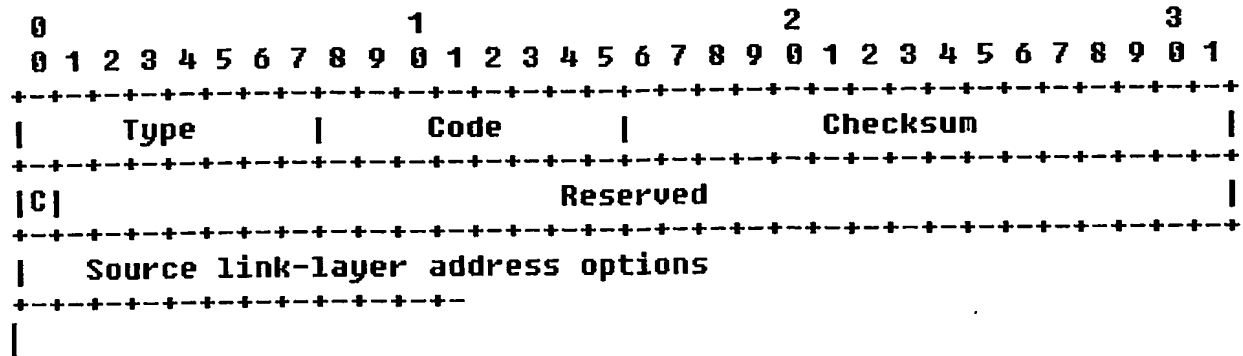 0                   1                   2                   3
0 1 2 3 4 5 6 7 8 9 0 1 2 3 4 5 6 7 8 9 0 1 2 3 4 5 6 7 8 9 0 1
+-+-+-+-+-+-+-+-+-+-+-+-+-+-+-+-+-+-+-+-+-+-+-+-+-+-+-+-+-+-+-+-+
|     Type      |     Code      |          Checksum             |
+-+-+-+-+-+-+-+-+-+-+-+-+-+-+-+-+-+-+-+-+-+-+-+-+-+-+-+-+-+-+-+-+
|C|                          Reserved                           |
+-+-+-+-+-+-+-+-+-+-+-+-+-+-+-+-+-+-+-+-+-+-+-+-+-+-+-+-+-+-+-+-+
|   Source link-layer address options
+-+-+-+-+-+-+-+-+-+-+-+-
|